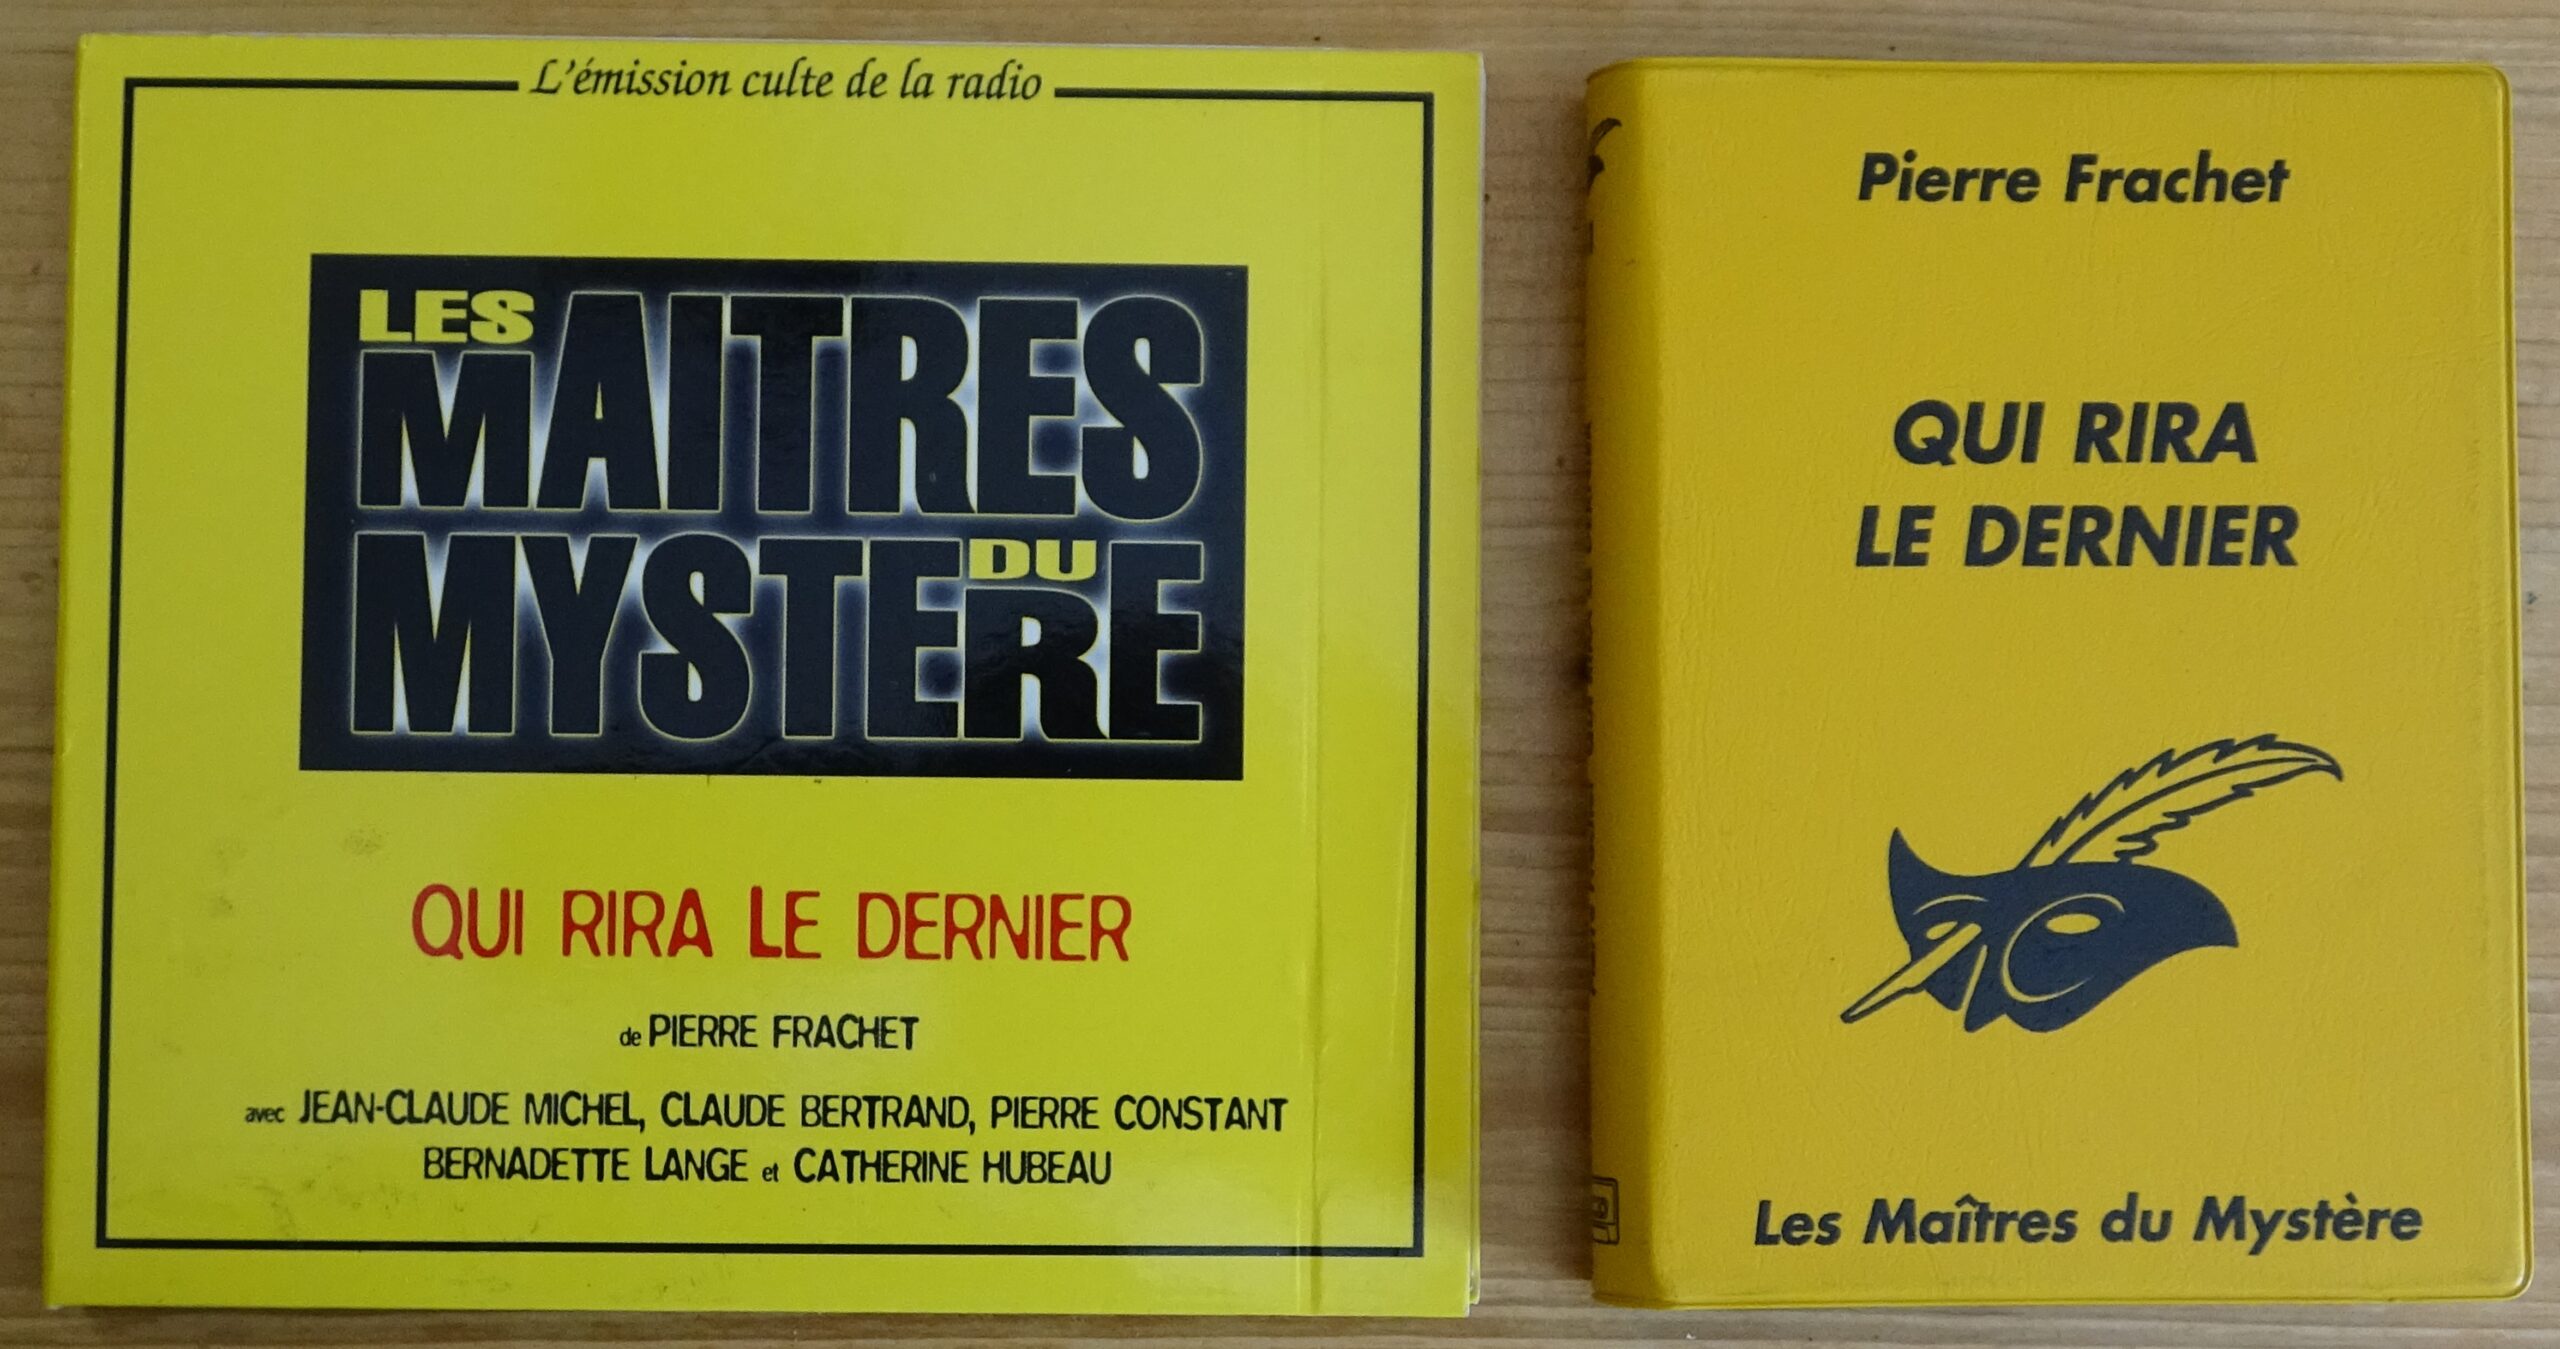 L'émission culte de la radio
LES
MAITRES
DU
MYSTERE
QUI RIRA LE DERNIER
de PIERRE FRACHET
avec JEAN-CLAUDE MICHEL, CLAUDE BERTRAND, PIERRE CONSTANT
BERNADETTE LANGE et CATHERINE HUBEAU
Pierre Frachet
QUI RIRA
LE DERNIER
Les Maîtres du Mystère